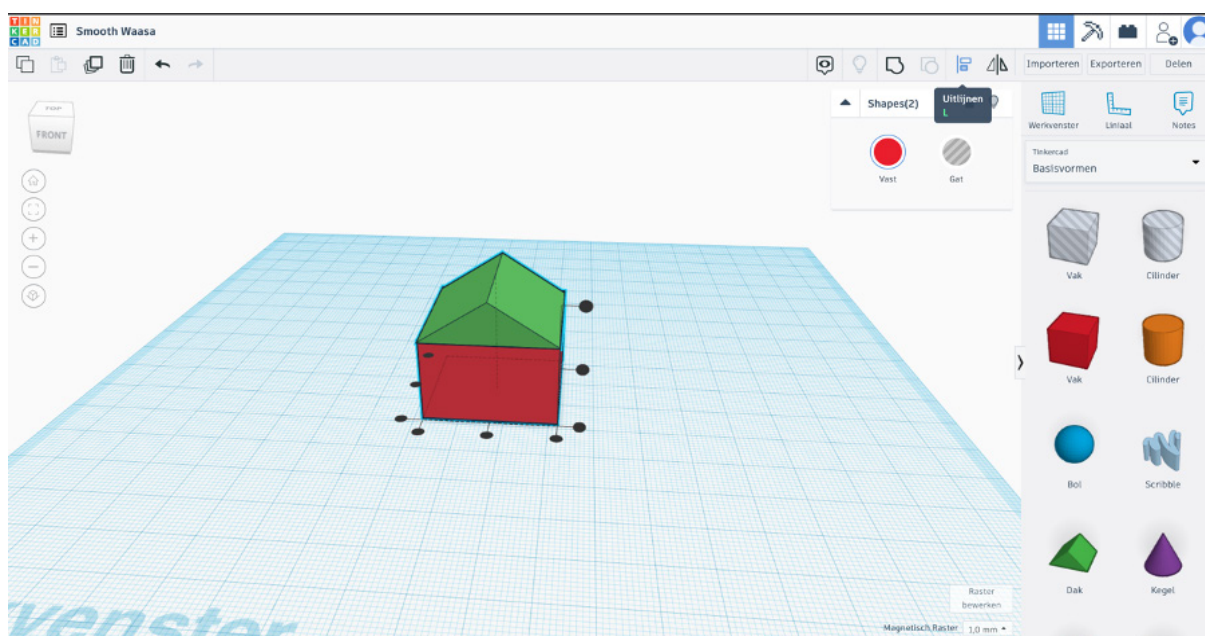 TIN
KER
CAD
Smooth Waasa
Importeren Exporteren Delen
TOP
FRONT
Shapes(2)
Uitlijnen
L
Vast Gat
Werkvenster Liniaal Notes
Tinkercad
Basisvormen
Vak Cilinder
Vak Cilinder
Bol Scribble
Dak Kegel
Raster
bewerken
Magnetisch Raster 1,0 mm